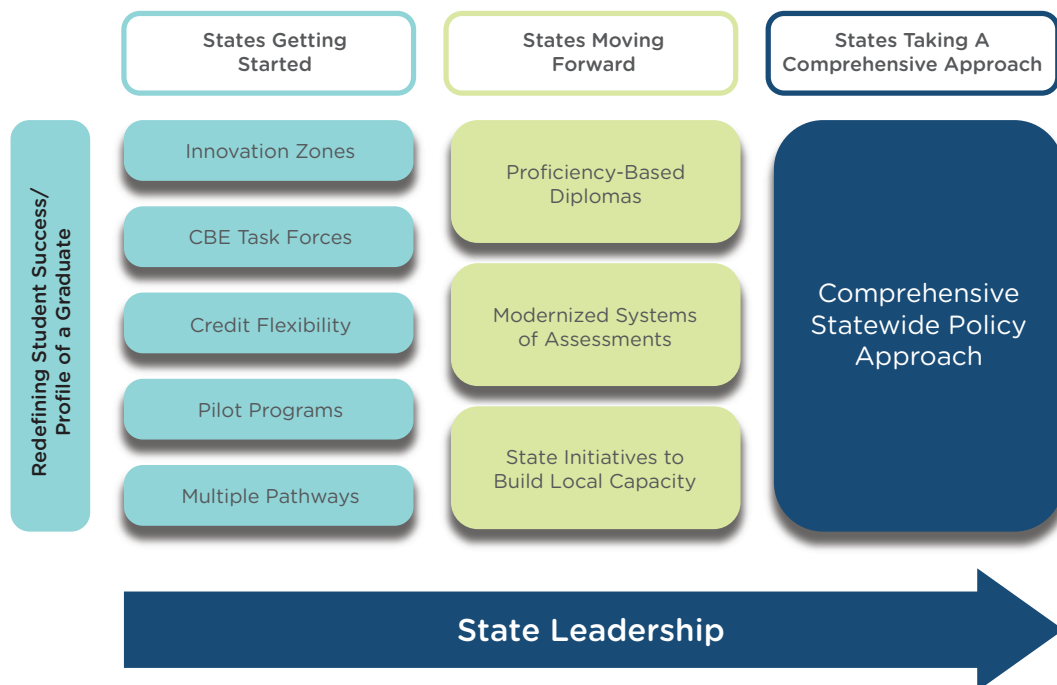 States Getting
Started
States Moving
Forward
States Taking A
Comprehensive Approach
Redefining Student Success/
Profile of a Graduate
Innovation Zones
CBE Task Forces
Credit Flexibility
Pilot Programs
Multiple Pathways
Proficiency-Based
Diplomas
Modernized Systems
of Assessments
State Initiatives to
Build Local Capacity
Comprehensive
Statewide Policy
Approach
State Leadership